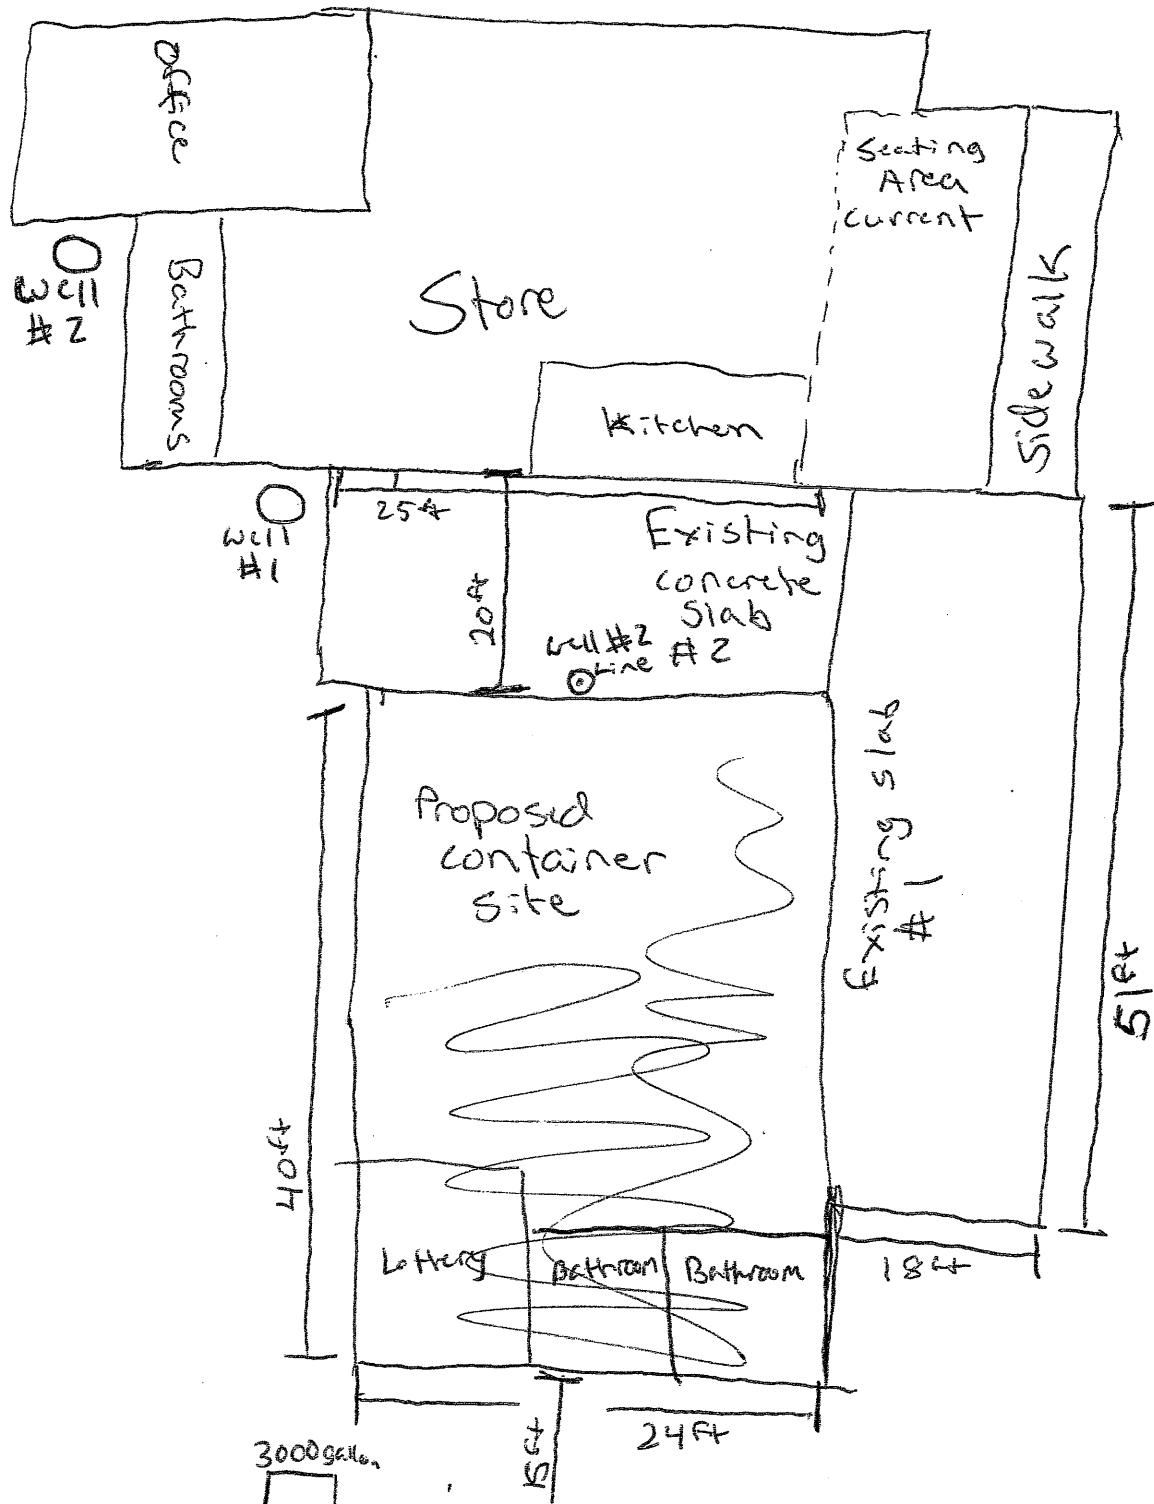 Office
Seating
Area
Current
Well
#2
Bathrooms
Store
Sidewalk
Kitchen
25ft
Well
#1
Existing
concrete
Slab
#2
20ft
Well #2
Line
Existing slab
#1
Proposed
container
site
51ft
40ft
Lottery
Bathroom
Bathroom
18ft
24ft
15ft
3000 gallon